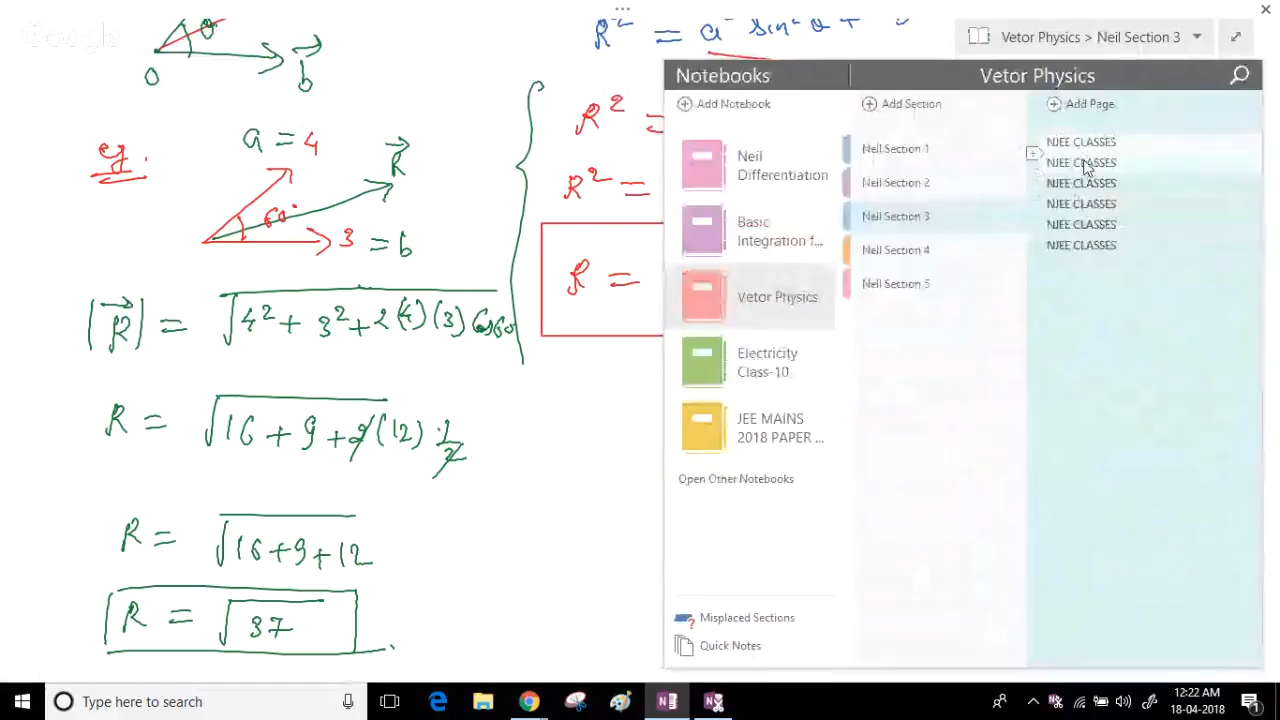 Google
θ
O
b
R² = a² sin² θ +
eg.
a = 4
R
60°
3 = b
R² =
R² =
R =
|R| = √4² + 3² + 2(4)(3) Cos60
R = √16 + 9 + 2(12) . 1/2
R = √16+9+12
R = √37
Vetor Physics > Neil Section 3
Notebooks
Vetor Physics
Add Notebook
Add Section
Add Page
Neil Differentiation
Basic Integration f...
Vetor Physics
Electricity Class-10
JEE MAINS 2018 PAPER ...
Open Other Notebooks
Misplaced Sections
Quick Notes
Neil Section 1
Neil Section 2
Neil Section 3
Neil Section 4
Neil Section 5
NJEE CLASSES
NJEE CLASSES
NJEE CLASSES
NJEE CLASSES
NJEE CLASSES
NJEE CLASSES
Type here to search
12:22 AM
18-04-2018
1